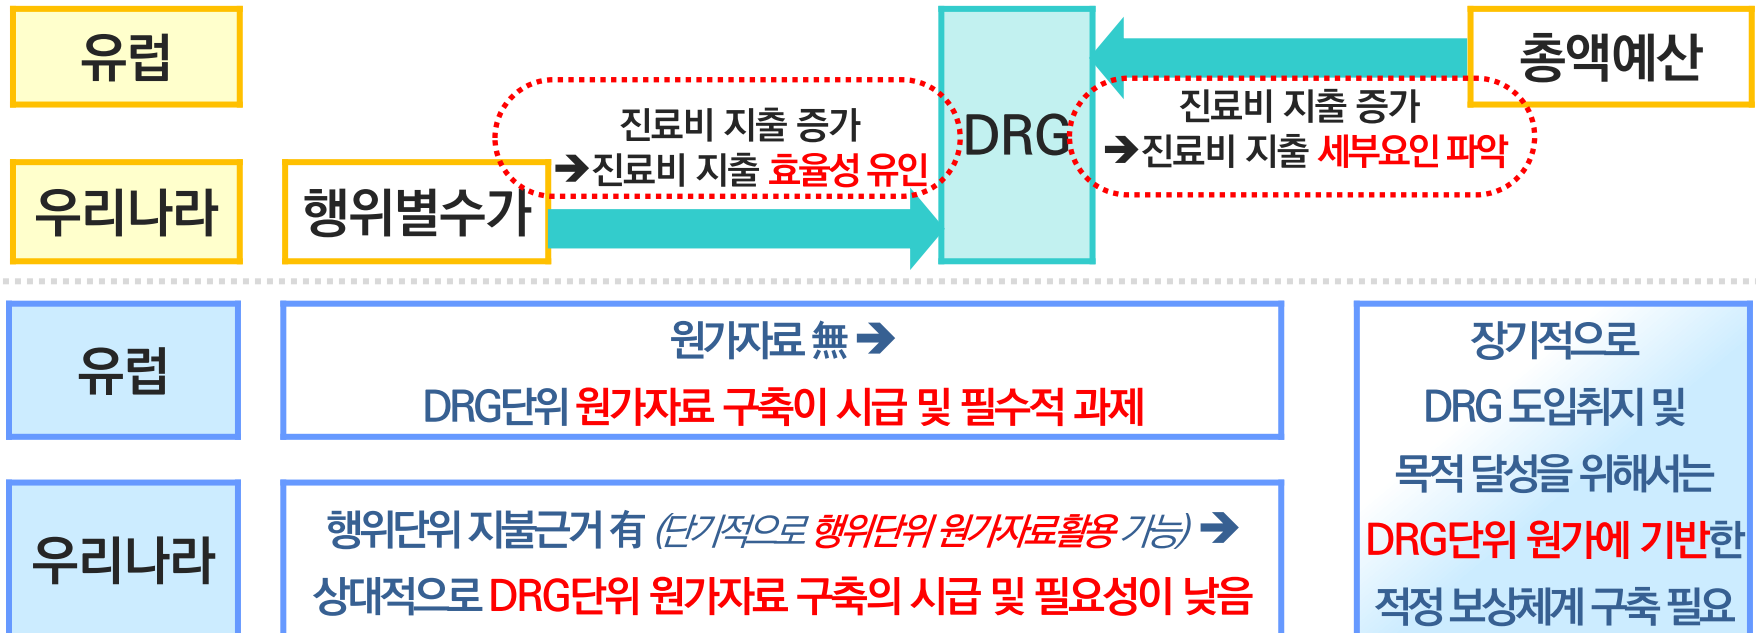 유럽
총액예산
DRG
진료비 지출 증가
➔진료비 지출 효율성 유인
진료비 지출 증가
➔진료비 지출 세부요인 파악
우리나라
행위별수가
유럽
원가자료 無 ➔
DRG단위 원가자료 구축이 시급 및 필수적 과제
우리나라
행위단위 지불근거 有 (단기적으로 행위단위 원가자료활용 가능) ➔
상대적으로 DRG단위 원가자료 구축의 시급 및 필요성이 낮음
장기적으로
DRG 도입취지 및
목적 달성을 위해서는
DRG단위 원가에 기반한
적정 보상체계 구축 필요